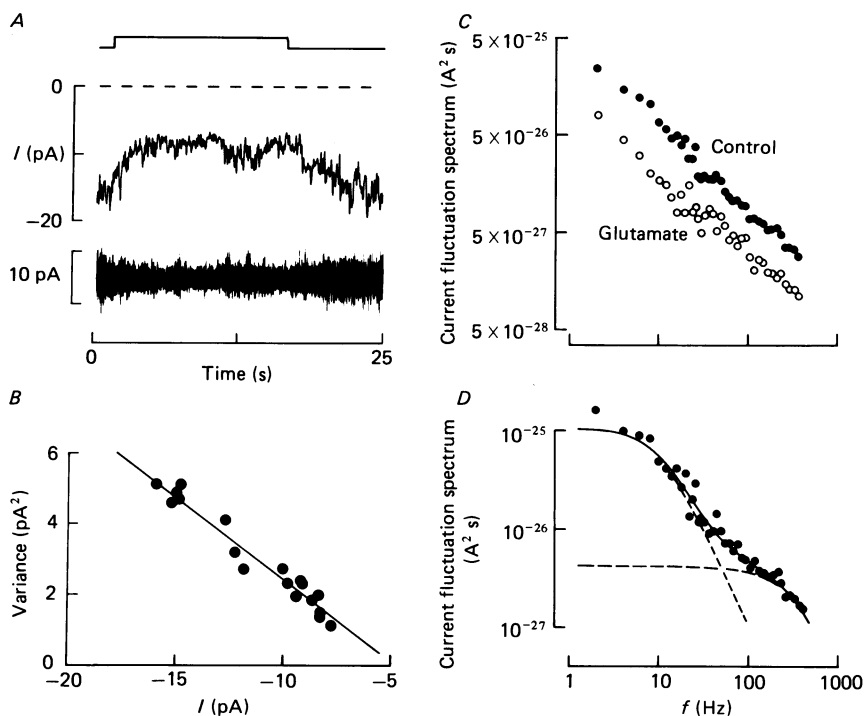 A
0
I (pA)
−20
10 pA
0
25
Time (s)
B
6
4
2
0
Variance (pA²)
−20
−15
−10
−5
I (pA)
C
5 × 10⁻²⁵
5 × 10⁻²⁶
5 × 10⁻²⁷
5 × 10⁻²⁸
Current fluctuation spectrum (A² s)
Control
Glutamate
D
10⁻²⁵
10⁻²⁶
10⁻²⁷
Current fluctuation spectrum
(A² s)
1
10
100
1000
f (Hz)